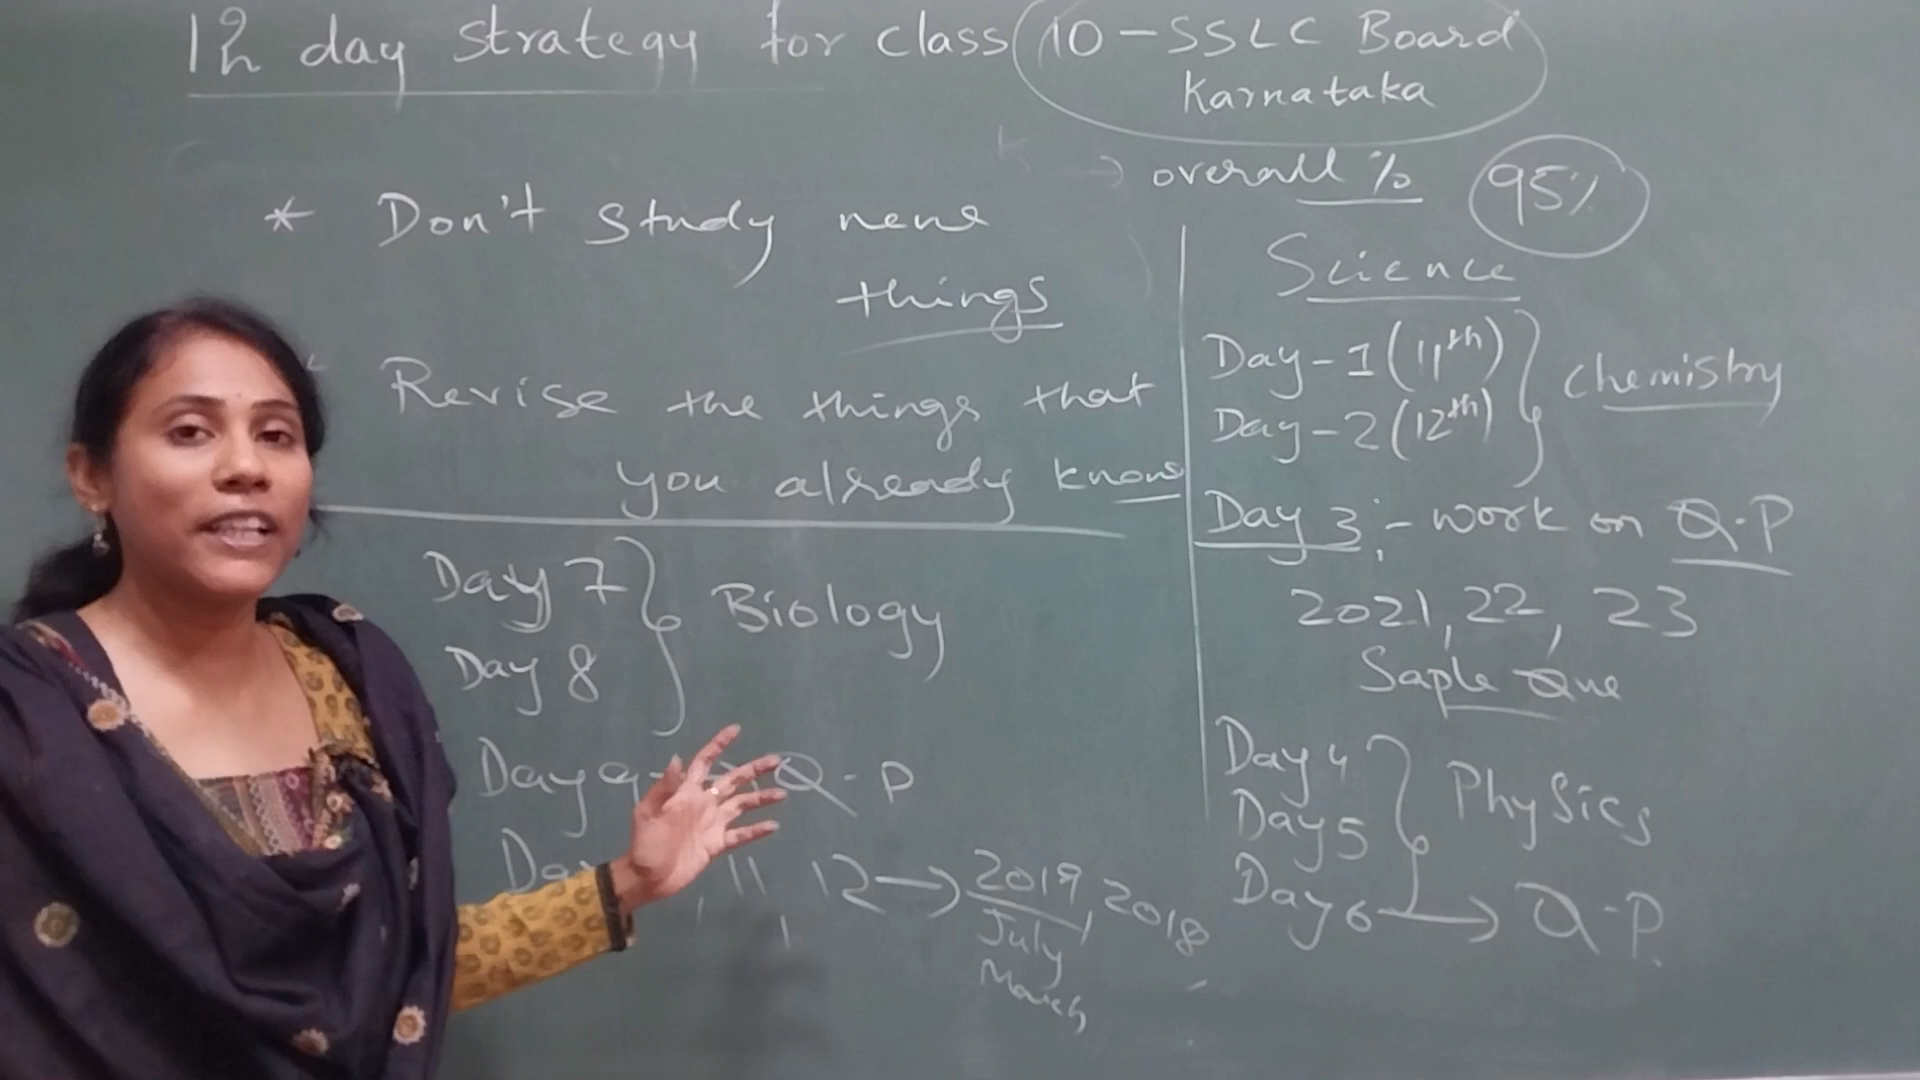 12 day strategy for class 10 - SSLC Board
Karnataka
→ overall % 95%
* Don't study new
things
Revise the things that
you already know
Science
Day - 1 (11th)
Day - 2 (12th)
Chemistry
Day 3 :- work on Q.P
2021, 22, 23
Saple Que
Day 4
Day 5
Physics
Day 6 → Q.P.
Day 7
Day 8
Biology
Day 9 Q.P
11, 12 → 2019, 2018
July
March